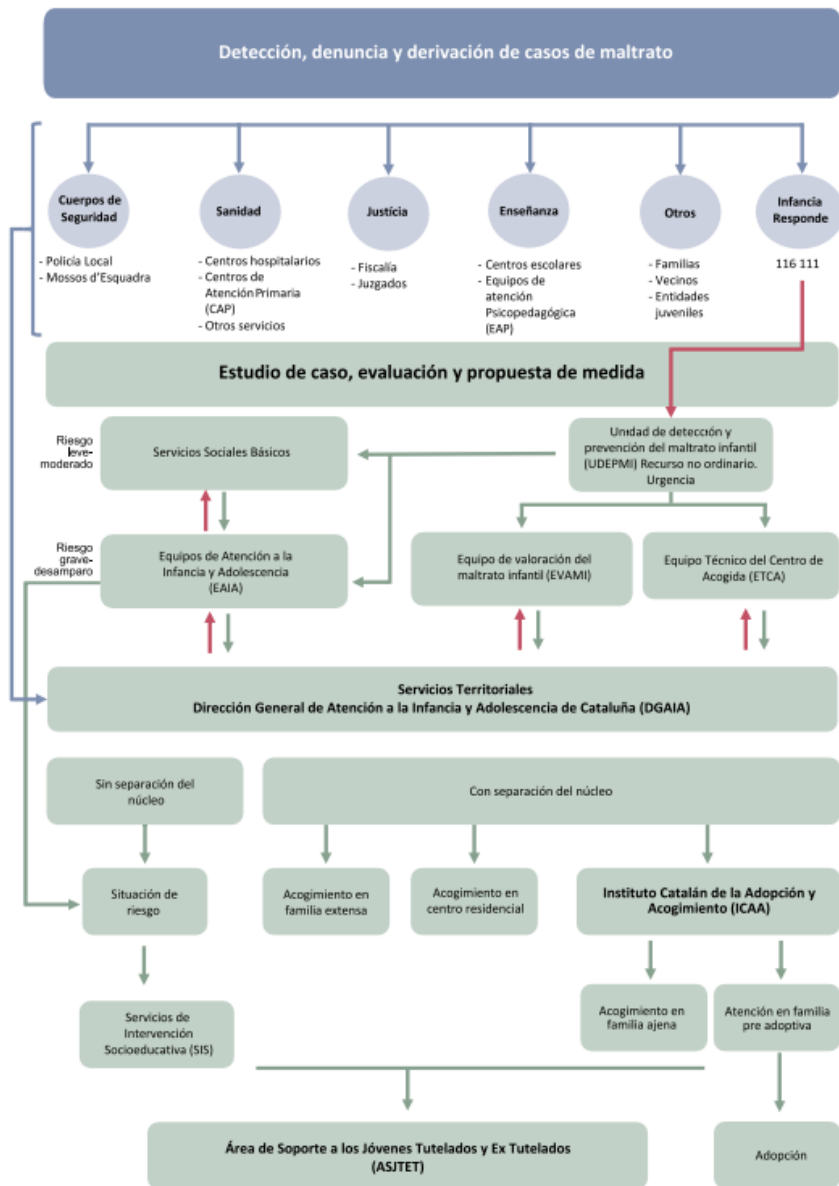 Detección, denuncia y derivación de casos de maltrato
Cuerpos de
Seguridad
- Policía Local
- Mossos d'Esquadra
Sanidad
- Centros hospitalarios
- Centros de
Atención Primaria
(CAP)
- Otros servicios
Justícia
- Fiscalía
- Juzgados
Enseñanza
- Centros escolares
- Equipos de
atención
Psicopedagógica
(EAP)
Otros
- Familias
- Vecinos
- Entidades
juveniles
Infancia
Responde
116 111
Estudio de caso, evaluación y propuesta de medida
Riesgo
leve-
moderado
Servicios Sociales Básicos
Unidad de detección y
prevención del maltrato infantil
(UDEPMI) Recurso no ordinario.
Urgencia
Riesgo
grave-
desamparo
Equipos de Atención a la
Infancia y Adolescencia
(EAIA)
Equipo de valoración del
maltrato infantil (EVAMI)
Equipo Técnico del Centro de
Acogida (ETCA)
Servicios Territoriales
Dirección General de Atención a la Infancia y Adolescencia de Cataluña (DGAIA)
Sin separación del
núcleo
Con separación del núcleo
Situación de
riesgo
Acogimiento en
familia extensa
Acogimiento en
centro residencial
Instituto Catalán de la Adopción y
Acogimiento (ICAA)
Servicios de
Intervención
Socioeducativa (SIS)
Acogimiento en
familia ajena
Atención en familia
pre adoptiva
Área de Soporte a los Jóvenes Tutelados y Ex Tutelados
(ASJTET)
Adopción